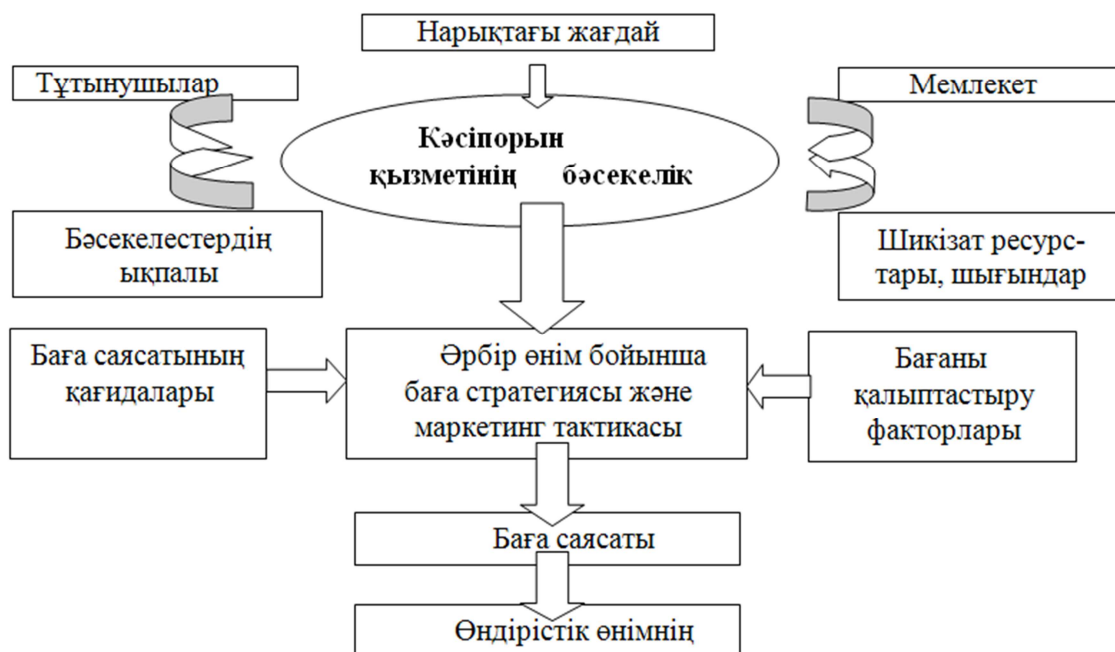 Нарықтағы жағдай
Тұтынушылар
Мемлекет
Кәсіпорын
қызметінің бәсекелік
Бәсекелестердің
ықпалы
Шикізат ресурс-
тары, шығындар
Баға саясатының
қағидалары
Әрбір өнім бойынша
баға стратегиясы және
маркетинг тактикасы
Бағаны
қалыптастыру
факторлары
Баға саясаты
Өндірістік өнімнің